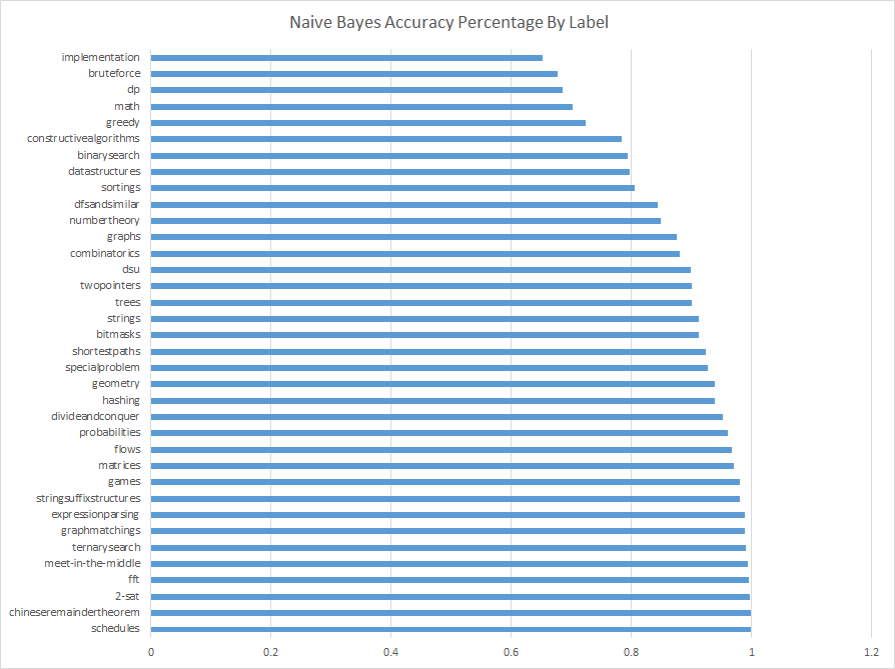 Naive Bayes Accuracy Percentage By Label
implementation
bruteforce
dp
math
greedy
constructivealgorithms
binarysearch
datastructures
sortings
dfsandsimilar
numbertheory
graphs
combinatorics
dsu
twopointers
trees
strings
bitmasks
shortestpaths
specialproblem
geometry
hashing
divideandconquer
probabilities
flows
matrices
games
stringsuffixstructures
expressionparsing
graphmatchings
ternarysearch
meet-in-the-middle
fft
2-sat
chineseremaindertheorem
schedules
0 0.2 0.4 0.6 0.8 1 1.2